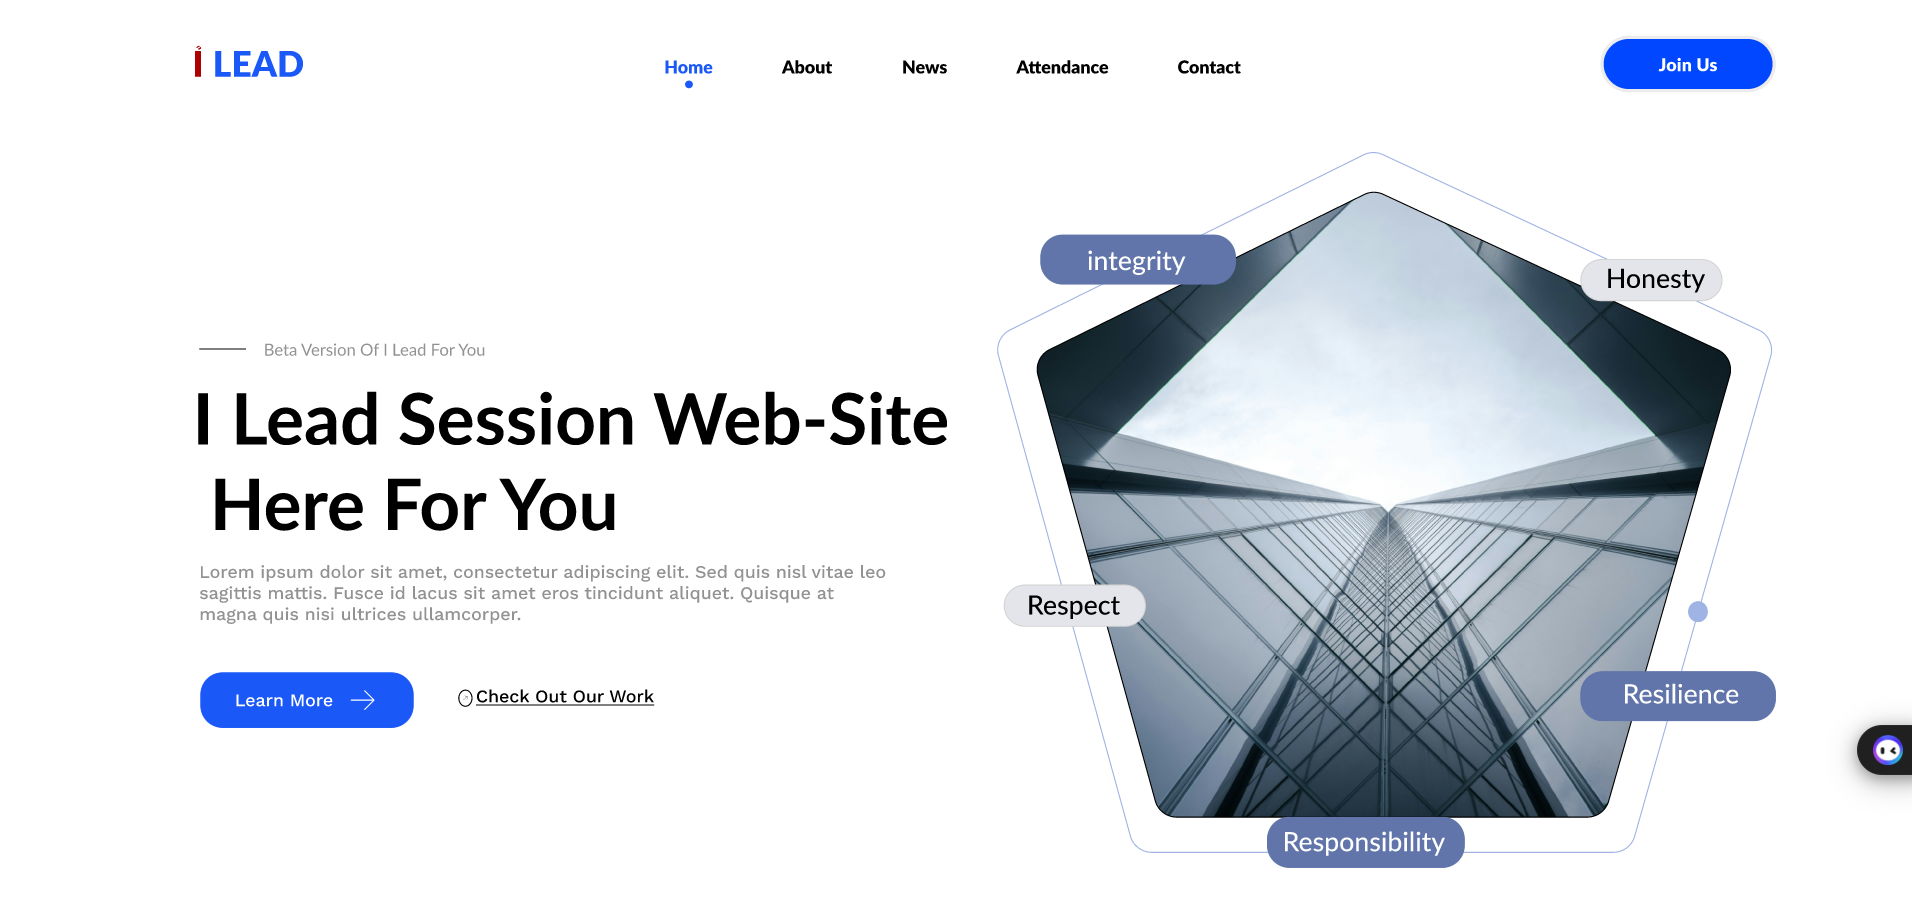 i LEAD
Home
About
News
Attendance
Contact
Join Us
integrity
Honesty
Beta Version Of I Lead For You
I Lead Session Web-Site
Here For You
Lorem ipsum dolor sit amet, consectetur adipiscing elit. Sed quis nisl vitae leo
sagittis mattis. Fusce id lacus sit amet eros tincidunt aliquet. Quisque at
magna quis nisi ultrices ullamcorper.
Respect
Learn More
Check Out Our Work
Resilience
Responsibility